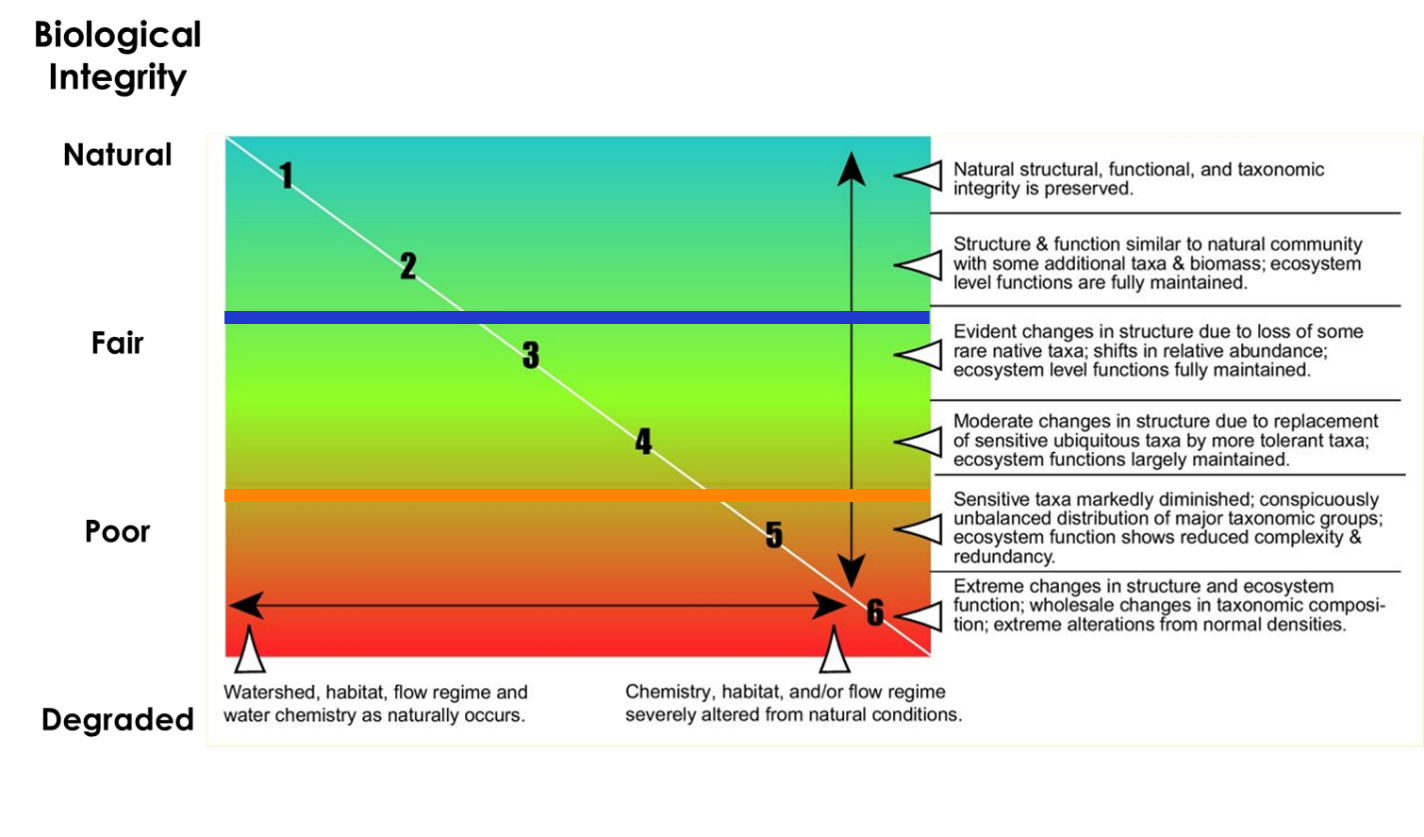 Biological
Integrity
Natural
Fair
Poor
Degraded
1
2
3
4
5
6
Natural structural, functional, and taxonomic
integrity is preserved.
Structure & function similar to natural community
with some additional taxa & biomass; ecosystem
level functions are fully maintained.
Evident changes in structure due to loss of some
rare native taxa; shifts in relative abundance;
ecosystem level functions fully maintained.
Moderate changes in structure due to replacement
of sensitive ubiquitous taxa by more tolerant taxa;
ecosystem functions largely maintained.
Sensitive taxa markedly diminished; conspicuously
unbalanced distribution of major taxonomic groups;
ecosystem function shows reduced complexity &
redundancy.
Extreme changes in structure and ecosystem
function; wholesale changes in taxonomic composi-
tion; extreme alterations from normal densities.
Watershed, habitat, flow regime and
water chemistry as naturally occurs.
Chemistry, habitat, and/or flow regime
severely altered from natural conditions.